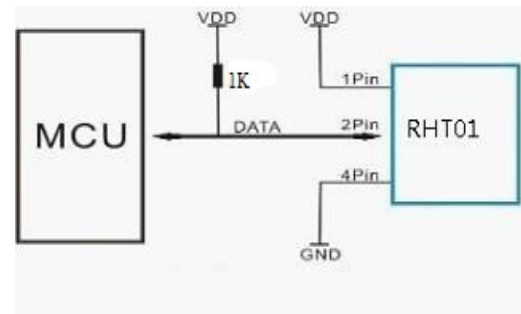 VDD VDD
1K
1Pin
MCU
DATA
2Pin
RHT01
4Pin
GND